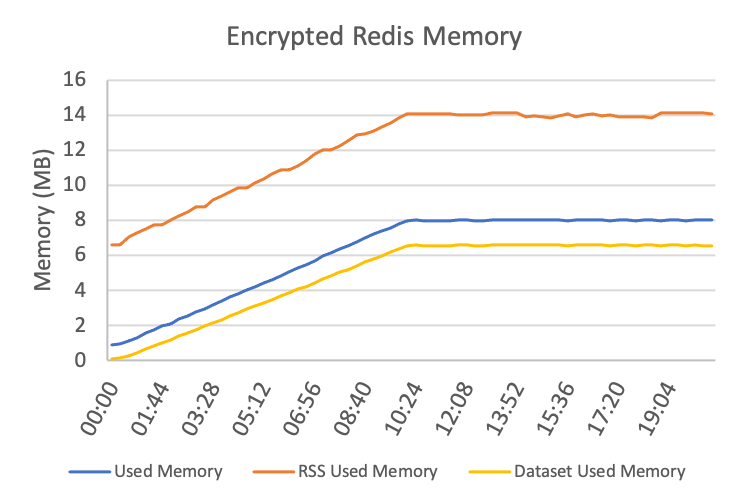 Encrypted Redis Memory
Memory (MB)
16
14
12
10
8
6
4
2
0
00:00 01:44 03:28 05:12 06:56 08:40 10:24 12:08 13:52 15:36 17:20 19:04
Used Memory RSS Used Memory Dataset Used Memory